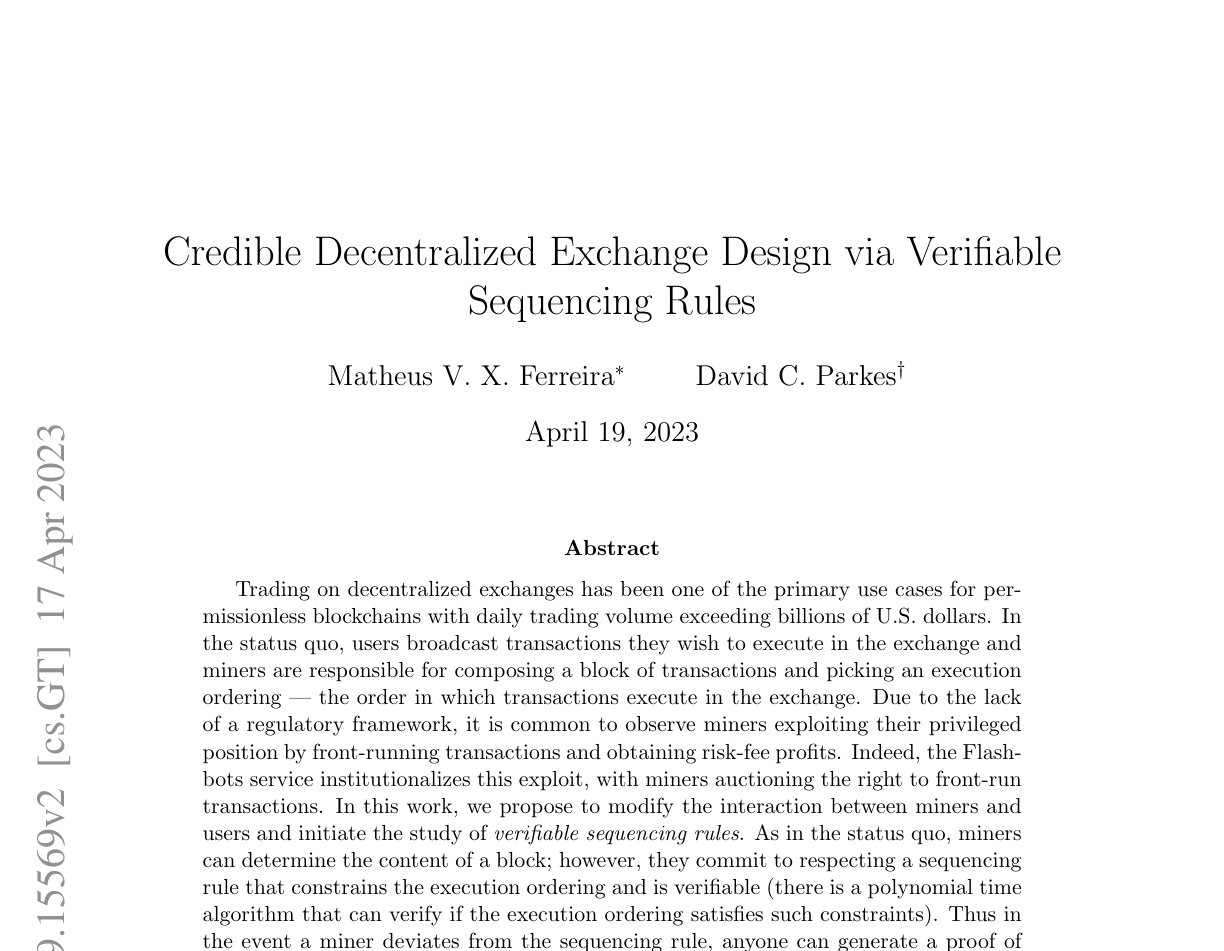 Credible Decentralized Exchange Design via Verifiable
Sequencing Rules
Matheus V. X. Ferreira* David C. Parkes†
April 19, 2023
Abstract
Trading on decentralized exchanges has been one of the primary use cases for per-
missionless blockchains with daily trading volume exceeding billions of U.S. dollars. In
the status quo, users broadcast transactions they wish to execute in the exchange and
miners are responsible for composing a block of transactions and picking an execution
ordering — the order in which transactions execute in the exchange. Due to the lack
of a regulatory framework, it is common to observe miners exploiting their privileged
position by front-running transactions and obtaining risk-fee profits. Indeed, the Flash-
bots service institutionalizes this exploit, with miners auctioning the right to front-run
transactions. In this work, we propose to modify the interaction between miners and
users and initiate the study of verifiable sequencing rules. As in the status quo, miners
can determine the content of a block; however, they commit to respecting a sequencing
rule that constrains the execution ordering and is verifiable (there is a polynomial time
algorithm that can verify if the execution ordering satisfies such constraints). Thus in
the event a miner deviates from the sequencing rule, anyone can generate a proof of
9.15569v2 [cs.GT] 17 Apr 2023